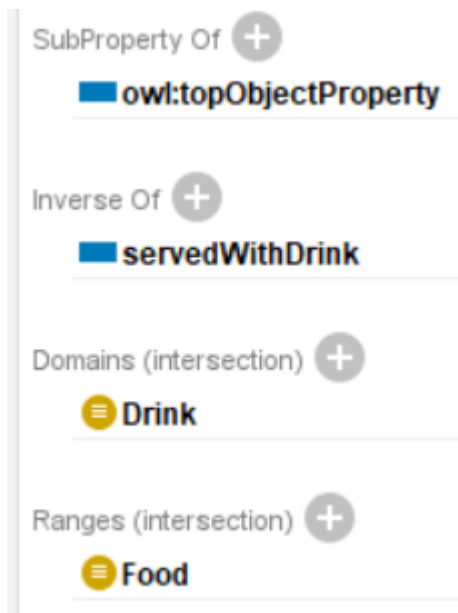 SubProperty Of
owl:topObjectProperty
Inverse Of
servedWithDrink
Domains (intersection)
Drink
Ranges (intersection)
Food